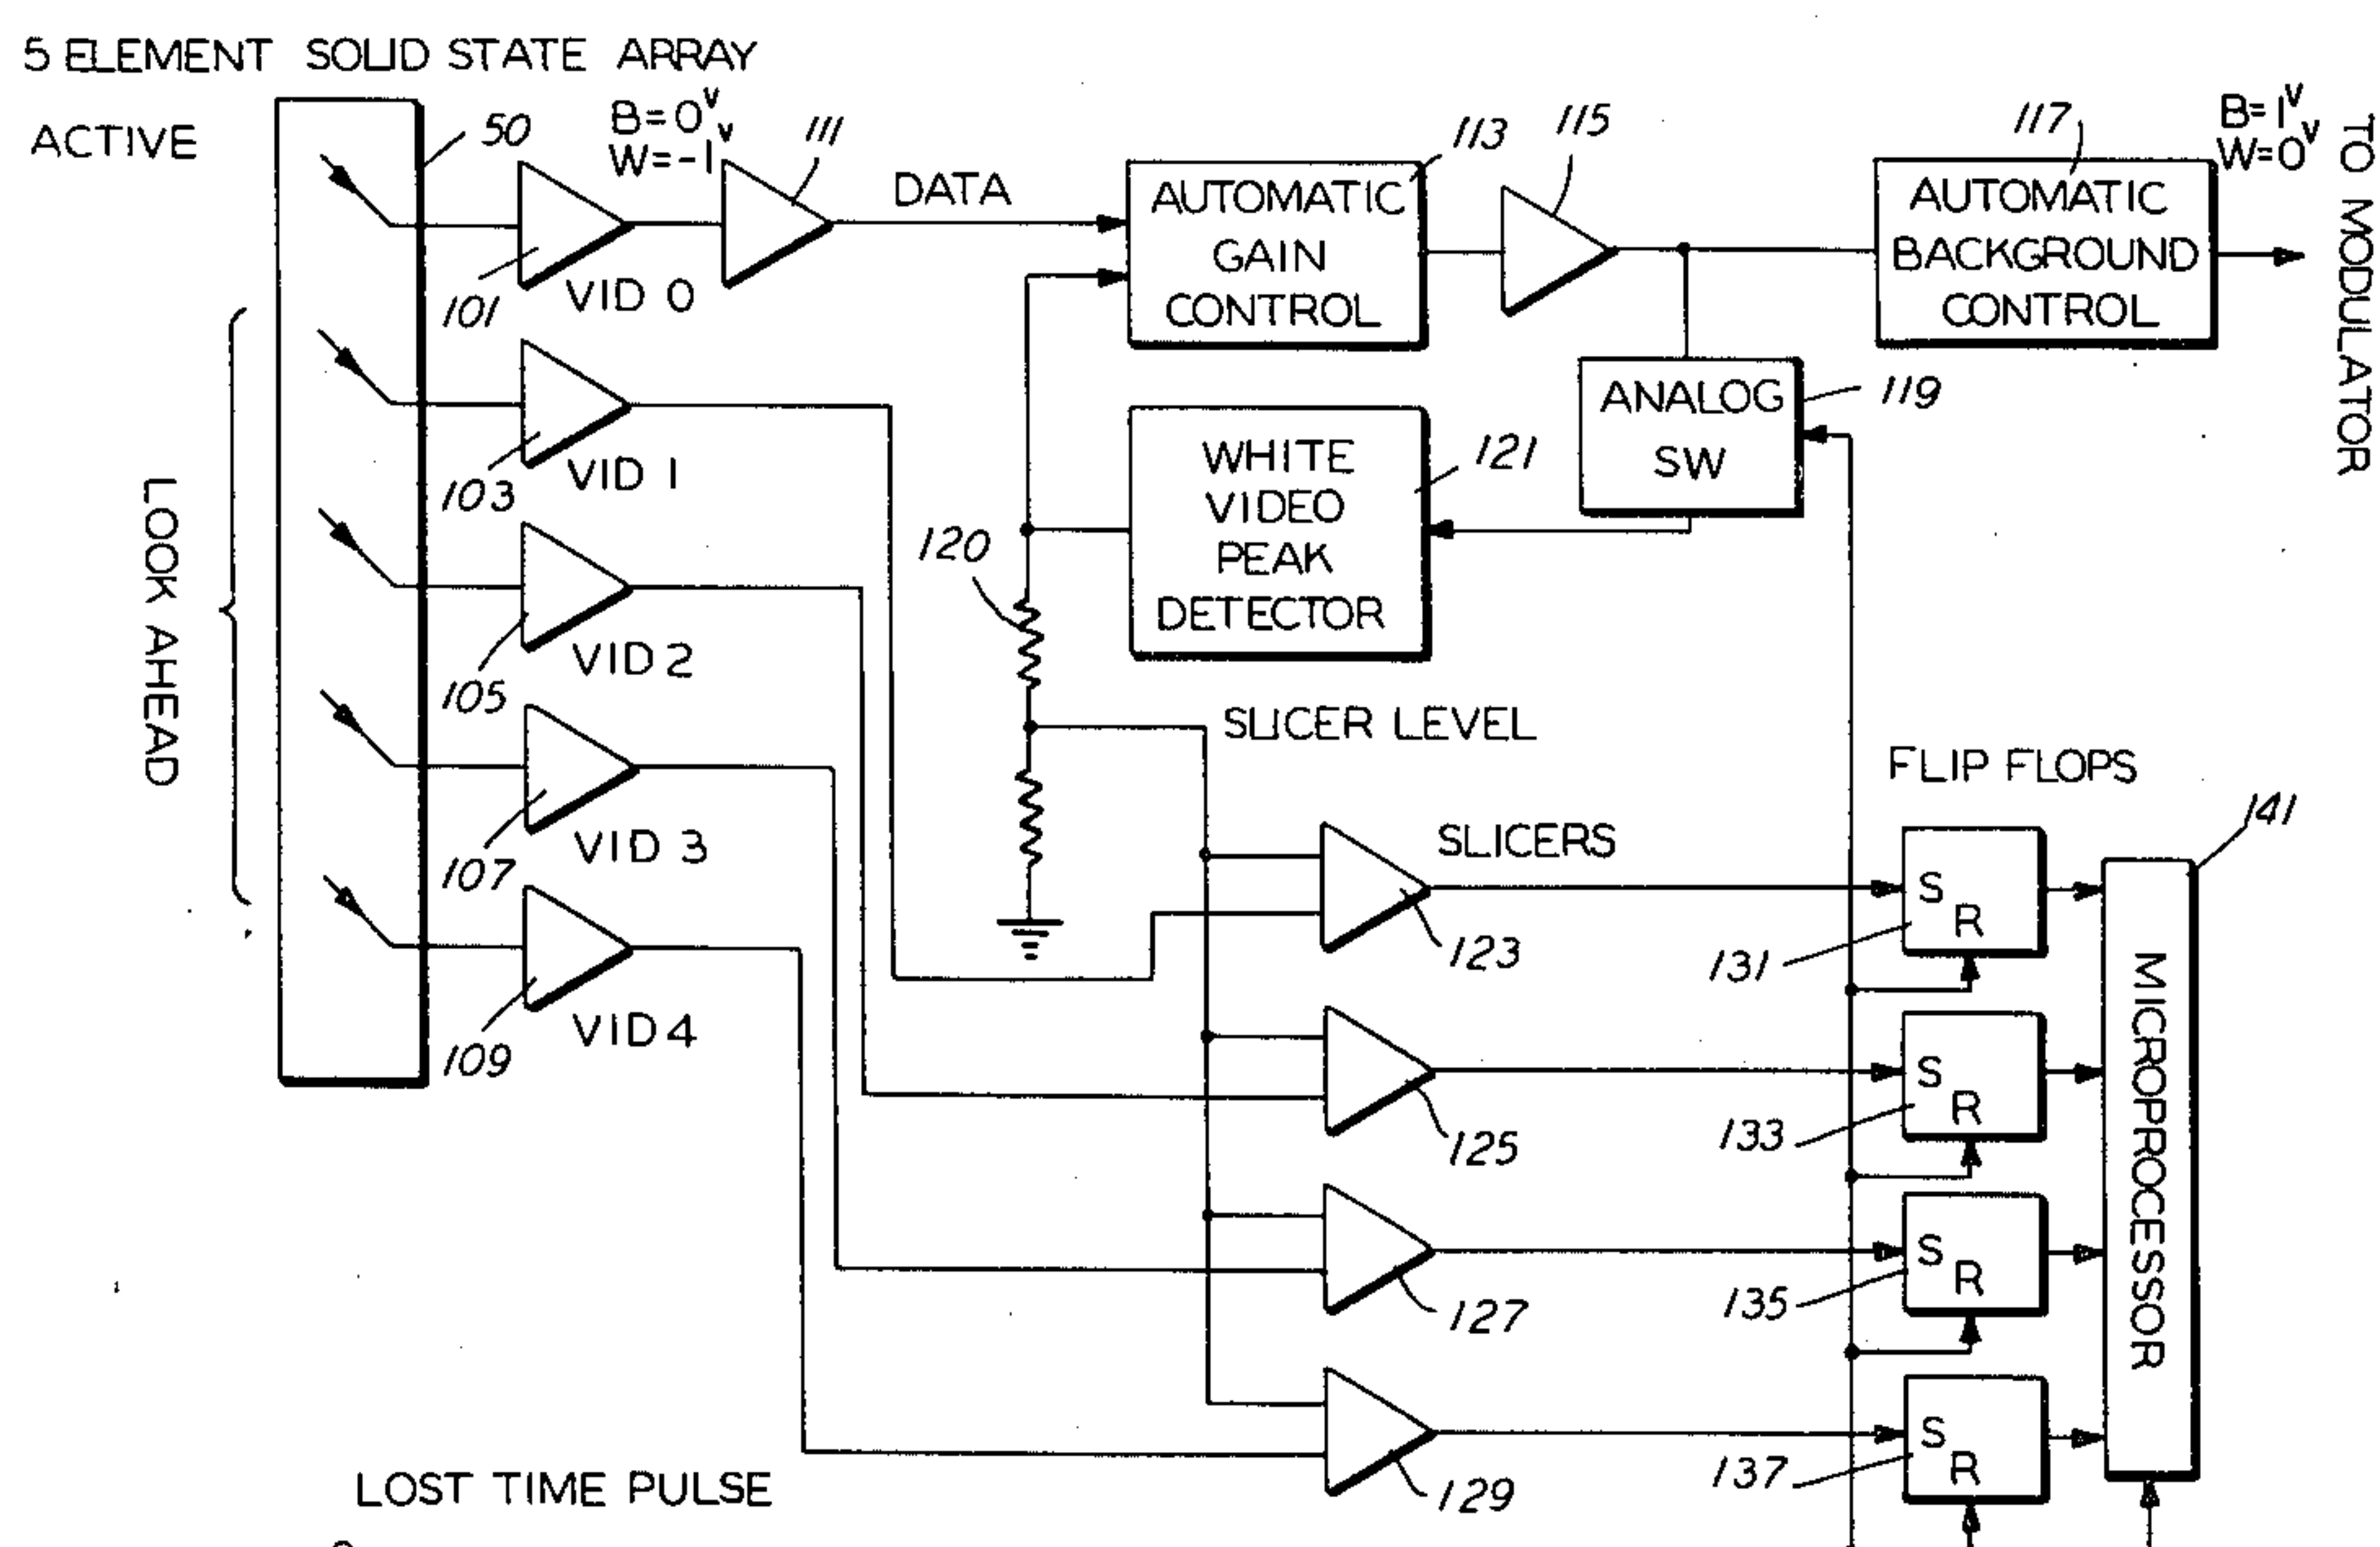 5 ELEMENT SOLID STATE ARRAY
ACTIVE
50
B=0V
W=-1V
111
DATA
101
VID 0
113
AUTOMATIC
GAIN
CONTROL
115
117
AUTOMATIC
BACKGROUND
CONTROL
B=1V
W=0V
TO MODULATOR
LOOK AHEAD
103
VID 1
105
VID 2
107
VID 3
109
VID 4
120
WHITE
VIDEO
PEAK
DETECTOR
121
ANALOG
SW
119
SLICER LEVEL
SLICERS
123
125
127
129
FLIP FLOPS
S
R
131
S
R
133
S
R
135
S
R
137
141
MICROPROCESSOR
LOST TIME PULSE